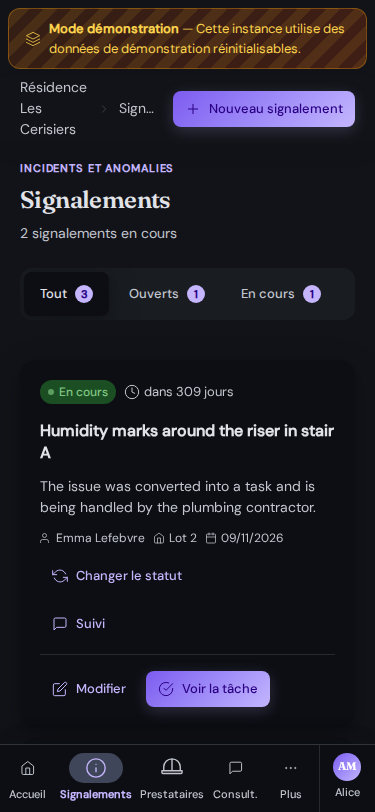 Mode démonstration — Cette instance utilise des
données de démonstration réinitialisables.
Résidence
Les
Cerisiers
Sign...
Nouveau signalement
INCIDENTS ET ANOMALIES
Signalements
2 signalements en cours
Tout 3
Ouverts 1
En cours 1
En cours
dans 309 jours
Humidity marks around the riser in stair
A
The issue was converted into a task and is
being handled by the plumbing contractor.
Emma Lefebvre Lot 2 09/11/2026
Changer le statut
Suivi
Modifier
Voir la tâche
AM
Accueil
Signalements
Prestataires
Consult.
Plus
Alice